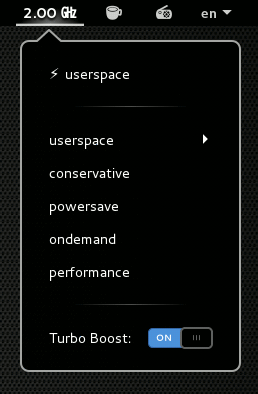 2.00 GHz en
⚡ userspace
userspace
conservative
powersave
ondemand
performance
Turbo Boost: ON